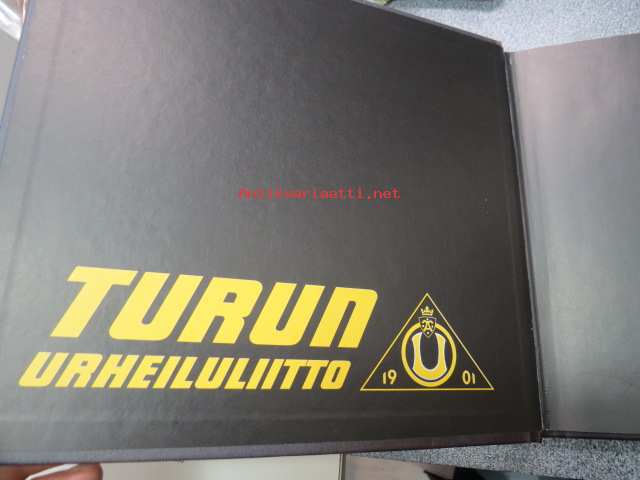 Antikvariaatti.net
TURUN
URHEILULIITTO
U
19 01